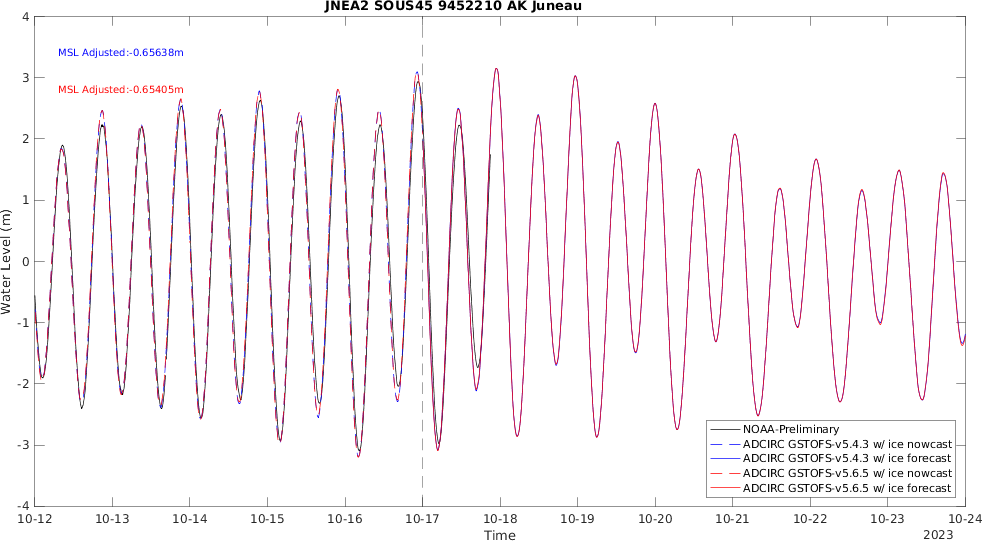 JNEA2 SOUS45 9452210 AK Juneau
MSL Adjusted:-0.65638m
MSL Adjusted:-0.65405m
4
3
2
1
0
-1
-2
-3
-4
Water Level (m)
NOAA-Preliminary
ADCIRC GSTOFS-v5.4.3 w/ ice nowcast
ADCIRC GSTOFS-v5.4.3 w/ ice forecast
ADCIRC GSTOFS-v5.6.5 w/ ice nowcast
ADCIRC GSTOFS-v5.6.5 w/ ice forecast
10-12 10-13 10-14 10-15 10-16 10-17 10-18 10-19 10-20 10-21 10-22 10-23 10-24
Time
2023